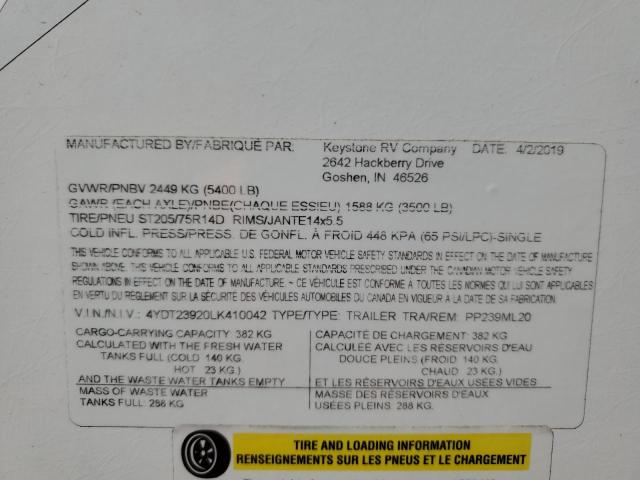 MANUFACTURED BY/FABRIQUÉ PAR: Keystone RV Company DATE: 4/2/2019
2642 Hackberry Drive
Goshen, IN 46526
GVWR/PNBV 2449 KG (5400 LB)
GAWR (EACH AXLE)/PNBE(CHAQUE ESSIEU) 1588 KG (3500 LB)
TIRE/PNEU ST205/75R14D RIMS/JANTE14x5.5
COLD INFL. PRESS/PRESS. DE GONFL. À FROID 448 KPA (65 PSI/LPC)-SINGLE
THIS VEHICLE CONFORMS TO ALL APPLICABLE U.S. FEDERAL MOTOR VEHICLE SAFETY STANDARDS IN EFFECT ON THE DATE OF MANUFACTURE
SHOWN ABOVE. THIS VEHICLE CONFORMS TO ALL APPLICABLE STANDARDS PRESCRIBED UNDER THE CANADIAN MOTOR VEHICLE SAFETY
REGULATIONS IN EFFECT ON THE DATE OF MANUFACTURE ~ CE VÉHICULE EST CONFORME À TOUTES LES NORMES QUI LUI SONT APPLICABLES
EN VERTU DU RÈGLEMENT SUR LA SÉCURITÉ DES VÉHICULES AUTOMOBILES DU CANADA EN VIGUEUR À LA DATE DE SA FABRICATION
V.I.N./N.I.V.: 4YDT23920LK410042 TYPE/TYPE: TRAILER TRA/REM: PP239ML20
CARGO-CARRYING CAPACITY: 382 KG
CALCULATED WITH THE FRESH WATER
TANKS FULL (COLD 140 KG
HOT 23 KG.)
AND THE WASTE WATER TANKS EMPTY
MASS OF WASTE WATER
TANKS FULL: 288 KG
CAPACITÉ DE CHARGEMENT: 382 KG
CALCULÉE AVEC LES RÉSERVOIRS D'EAU
DOUCE PLEINS (FROID 140 KG,
CHAUD 23 KG.)
ET LES RÉSERVOIRS D'EAUX USÉES VIDES
MASSE DES RÉSERVOIRS D'EAUX
USÉES PLEINS: 288 KG.
TIRE AND LOADING INFORMATION
RENSEIGNEMENTS SUR LES PNEUS ET LE CHARGEMENT